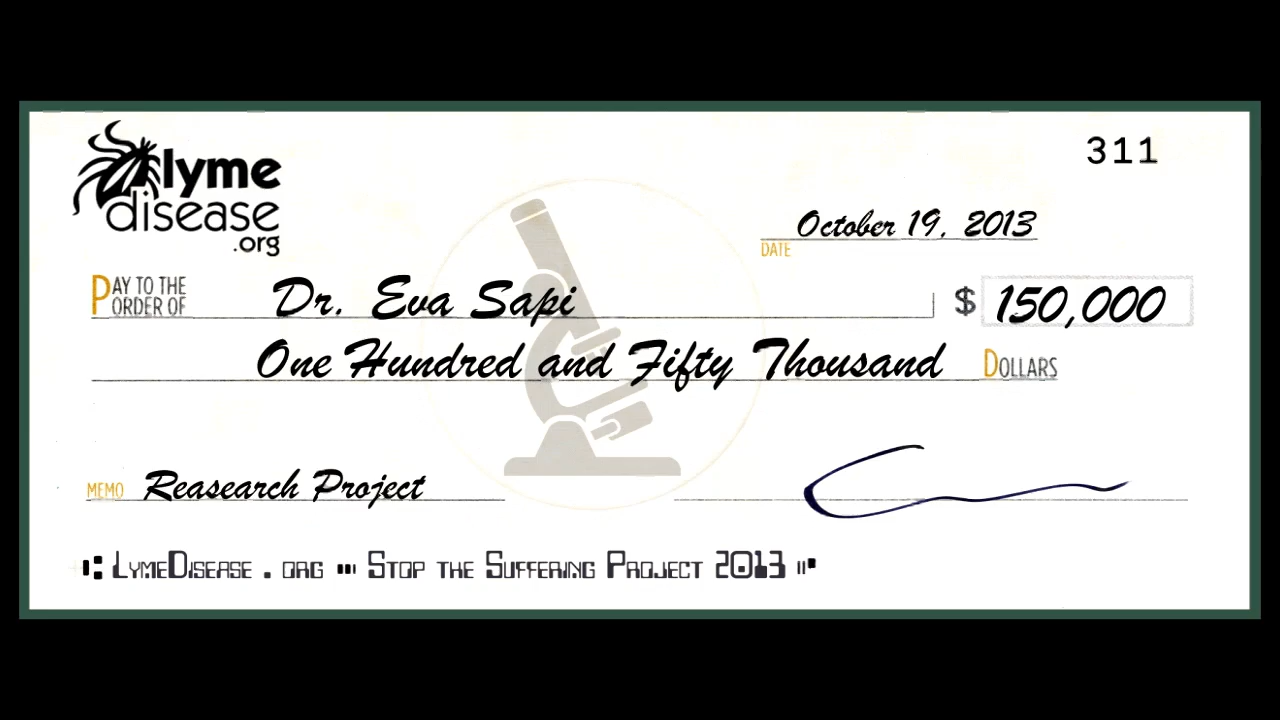 lyme
disease
.org
311
October 19, 2013
DATE
PAY TO THE
ORDER OF
Dr. Eva Sapi
$ 150,000
One Hundred and Fifty Thousand
DOLLARS
MEMO
Reasearch Project
LymeDisease . org Stop the Suffering Project 2013